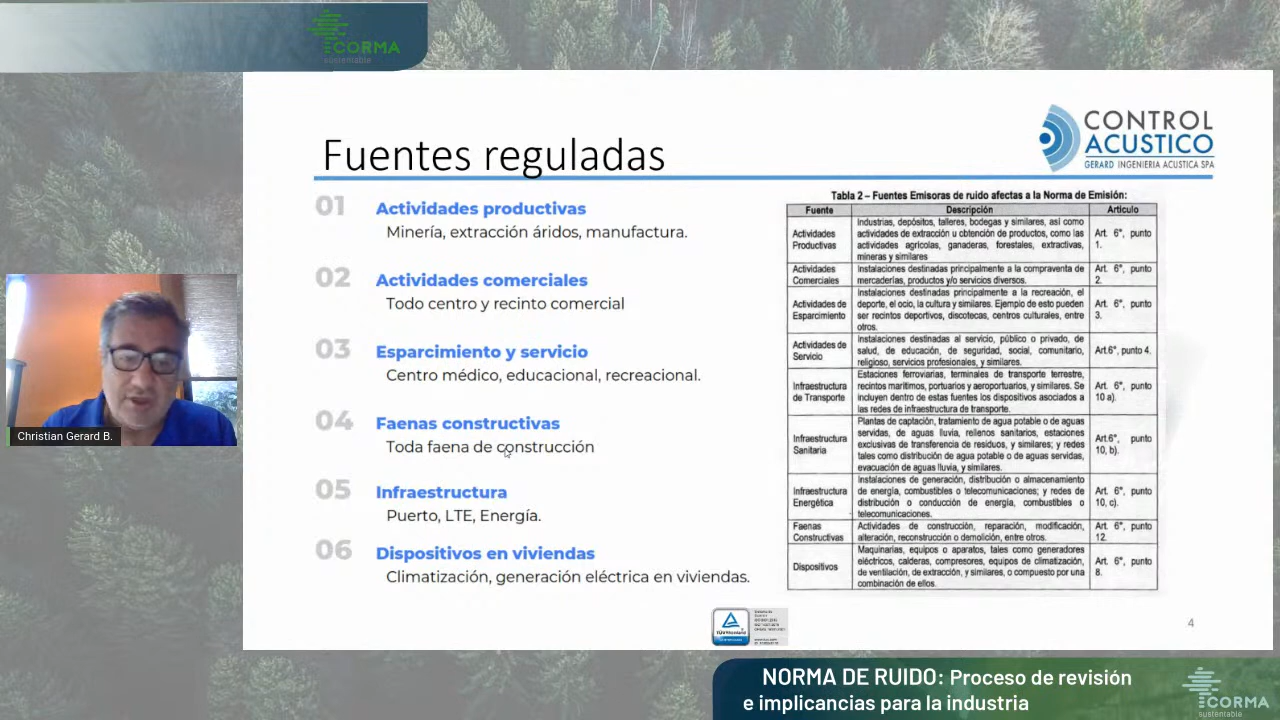 CORMA
sustentable
CONTROL
ACUSTICO
GERARD INGENIERIA ACUSTICA SPA
Fuentes reguladas
01 Actividades productivas
Minería, extracción áridos, manufactura.
02 Actividades comerciales
Todo centro y recinto comercial
03 Esparcimiento y servicio
Centro médico, educacional, recreacional.
04 Faenas constructivas
Toda faena de construcción
05 Infraestructura
Puerto, LTE, Energía.
06 Dispositivos en viviendas
Climatización, generación eléctrica en viviendas.
Tabla 2 – Fuentes Emisoras de ruido afectas a la Norma de Emisión:
Fuente Descripción Artículo
Actividades
Productivas
Industrias, depósitos, talleres, bodegas y similares, así como
actividades de extracción u obtención de productos, como las
actividades agrícolas, ganaderas, forestales, extractivas,
mineras y similares
Art. 6°, punto
1.
Actividades
Comerciales
Instalaciones destinadas principalmente a la compraventa de
mercaderías, productos y/o servicios diversos.
Art. 6°, punto
2.
Actividades de
Esparcimiento
Instalaciones destinadas principalmente a la recreación, el
deporte, el ocio, la cultura y similares. Ejemplo de esto pueden
ser recintos deportivos, discotecas, centros culturales, entre
otros.
Art. 6°, punto
3.
Actividades de
Servicio
Instalaciones destinadas al servicio, público o privado, de
salud, de educación, de seguridad, social, comunitario,
religioso, servicios profesionales, y similares.
Art.6°, punto 4.
Infraestructura
de Transporte
Estaciones ferroviarias, terminales de transporte terrestre,
recintos marítimos, portuarios y aeroportuarios, y similares. Se
incluyen dentro de estas fuentes los dispositivos asociados a
las redes de infraestructura de transporte.
Art. 6°, punto
10 a).
Infraestructura
Sanitaria
Plantas de captación, tratamiento de agua potable o de aguas
servidas, de aguas lluvia, rellenos sanitarios, estaciones
exclusivas de transferencia de residuos, y similares; y redes
tales como distribución de agua potable o de aguas servidas,
evacuación de aguas lluvia, y similares.
Art.6°, punto
10, b).
Infraestructura
Energética
Instalaciones de generación, distribución o almacenamiento
de energía, combustibles o telecomunicaciones; y redes de
distribución o conducción de energía, combustibles o
telecomunicaciones.
Art. 6°, punto
10, c).
Faenas
Constructivas
Actividades de construcción, reparación, modificación,
alteración, reconstrucción o demolición, entre otros.
Art. 6°, punto
12.
Dispositivos
Maquinarias, equipos o aparatos, tales como generadores
eléctricos, calderas, compresores, equipos de climatización,
de ventilación, de extracción, y similares, o compuesto por una
combinación de ellos.
Art. 6°, punto
8.
Christian Gerard B.
4
NORMA DE RUIDO: Proceso de revisión
e implicancias para la industria
CORMA
sustentable